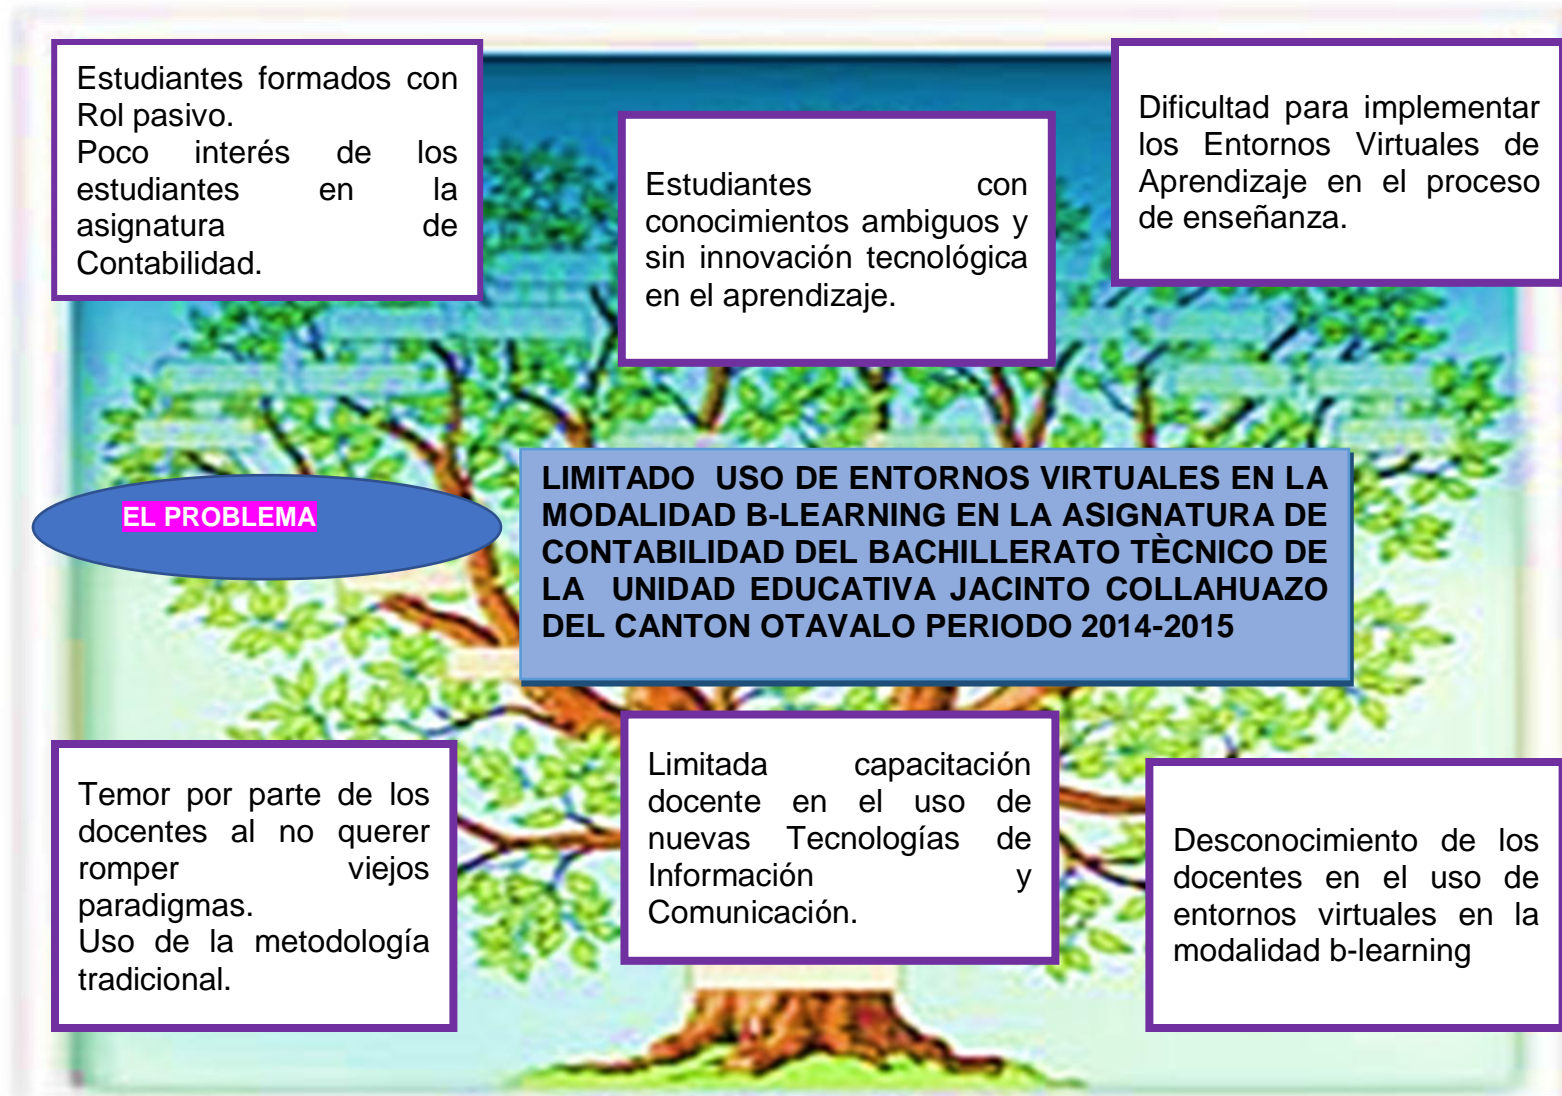 Estudiantes formados con
Rol pasivo.
Poco interés de los
estudiantes en la
asignatura de
Contabilidad.
Estudiantes con
conocimientos ambiguos y
sin innovación tecnológica
en el aprendizaje.
Dificultad para implementar
los Entornos Virtuales de
Aprendizaje en el proceso
de enseñanza.
EL PROBLEMA
LIMITADO USO DE ENTORNOS VIRTUALES EN LA
MODALIDAD B-LEARNING EN LA ASIGNATURA DE
CONTABILIDAD DEL BACHILLERATO TÈCNICO DE
LA UNIDAD EDUCATIVA JACINTO COLLAHUAZO
DEL CANTON OTAVALO PERIODO 2014-2015
Temor por parte de los
docentes al no querer
romper viejos
paradigmas.
Uso de la metodología
tradicional.
Limitada capacitación
docente en el uso de
nuevas Tecnologías de
Información y
Comunicación.
Desconocimiento de los
docentes en el uso de
entornos virtuales en la
modalidad b-learning